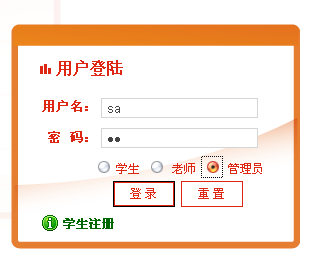 用户登陆
用户名： sa
密 码： ●●
学生 老师 管理员
登 录 重 置
学生注册